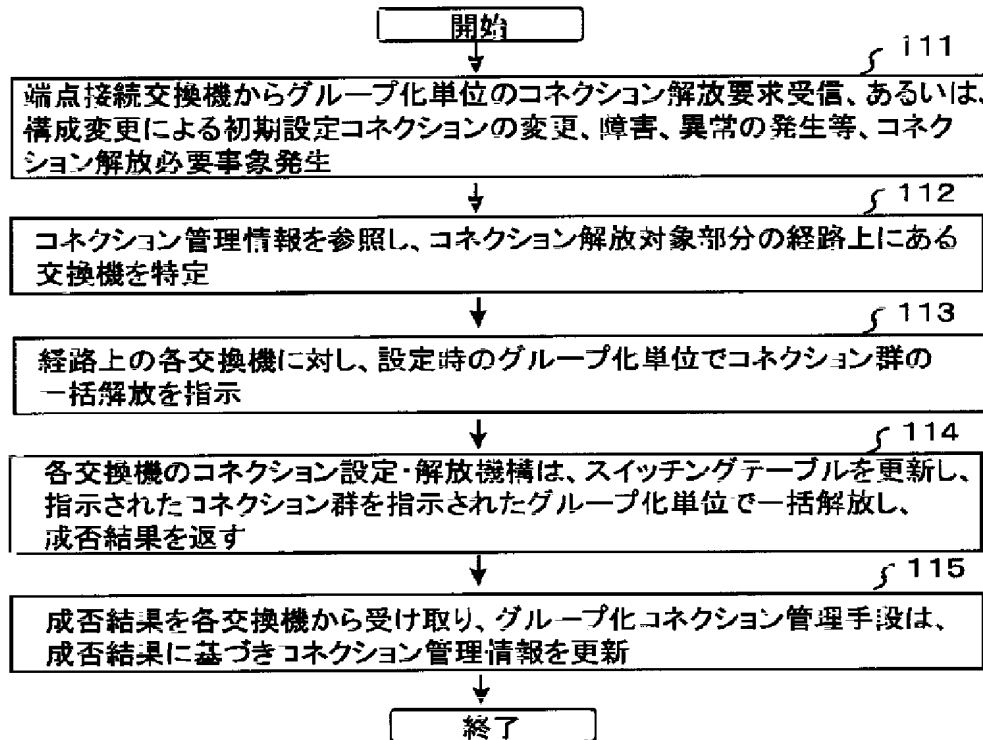 開始
111
端点接続交換機からグループ化単位のコネクション解放要求受信、あるいは、
構成変更による初期設定コネクションの変更、障害、異常の発生等、コネク
ション解放必要事象発生
112
コネクション管理情報を参照し、コネクション解放対象部分の経路上にある
交換機を特定
113
経路上の各交換機に対し、設定時のグループ化単位でコネクション群の
一括解放を指示
114
各交換機のコネクション設定・解放機構は、スイッチングテーブルを更新し、
指示されたコネクション群を指示されたグループ化単位で一括解放し、
成否結果を返す
115
成否結果を各交換機から受け取り、グループ化コネクション管理手段は、
成否結果に基づきコネクション管理情報を更新
終了